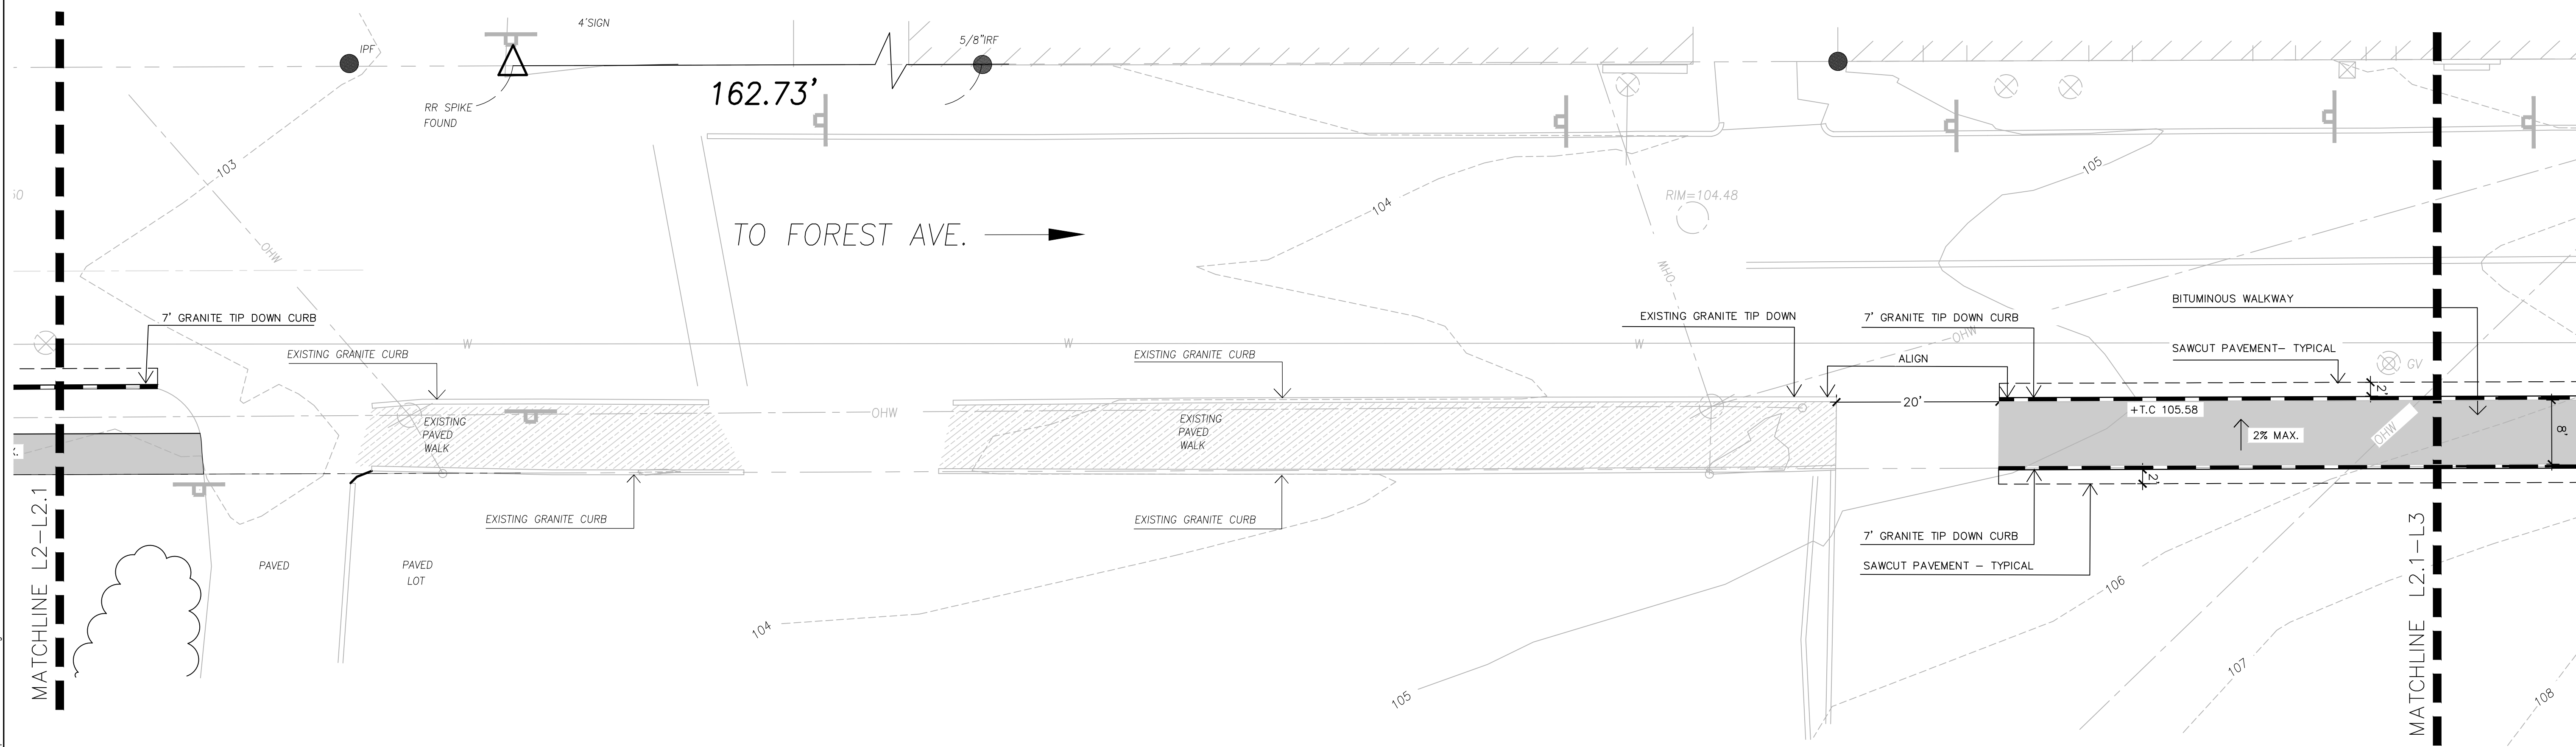 4'SIGN
IPF
5/8"IRF
162.73'
RR SPIKE
FOUND
103
105
104
RIM=104.48
TO FOREST AVE.
OHW
OHW
BITUMINOUS WALKWAY
7' GRANITE TIP DOWN CURB
EXISTING GRANITE TIP DOWN
7' GRANITE TIP DOWN CURB
OHW
W
W
W
SAWCUT PAVEMENT- TYPICAL
EXISTING GRANITE CURB
EXISTING GRANITE CURB
ALIGN
GV
2'
20'
+T.C 105.58
OHW
EXISTING
PAVED
WALK
EXISTING
PAVED
WALK
2% MAX.
OHW
8'
2'
EXISTING GRANITE CURB
EXISTING GRANITE CURB
7' GRANITE TIP DOWN CURB
SAWCUT PAVEMENT - TYPICAL
PAVED
PAVED
LOT
106
104
107
105
108
MATCHLINE L2-L2.1
MATCHLINE L2.1-L3